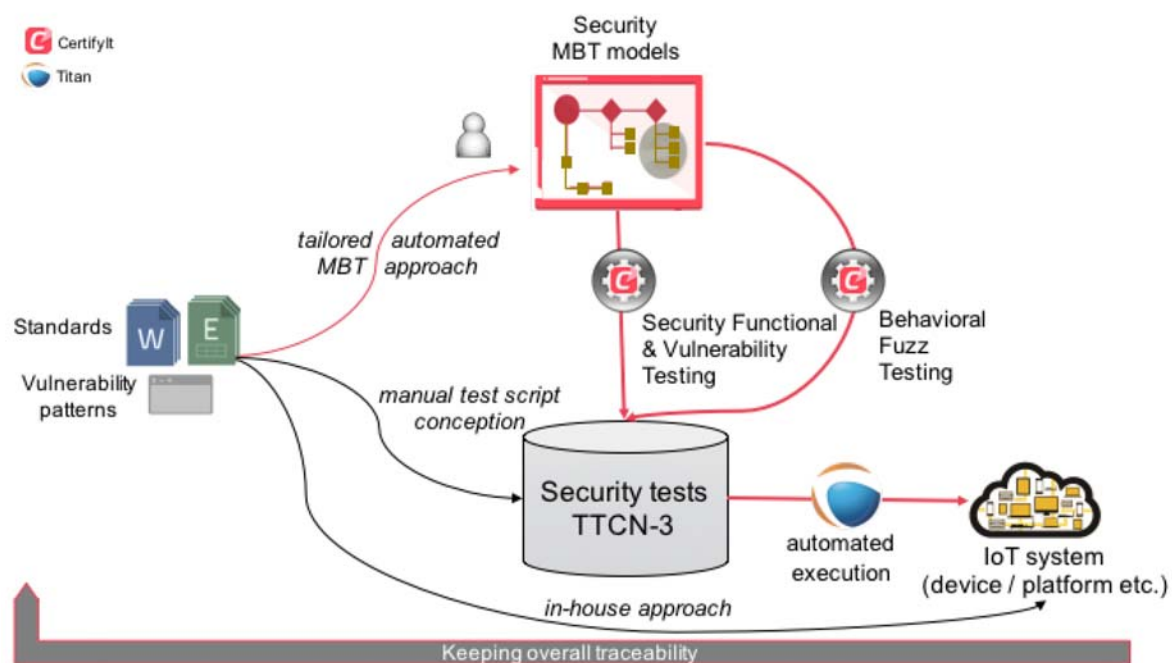 Security
MBT models
CertifyIt
Titan
tailored
MBT
automated
approach
Standards
W
E
Vulnerability
patterns
Security Functional
& Vulnerability
Testing
Behavioral
Fuzz
Testing
manual test script
conception
Security tests
TTCN-3
automated
execution
IoT system
(device / platform etc.)
in-house approach
Keeping overall traceability